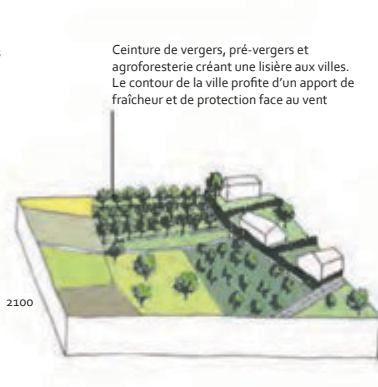 Ceinture de vergers, pré-vergers et
agroforesterie créant une lisière aux villes.
Le contour de la ville profite d'un apport de
fraîcheur et de protection face au vent
2100